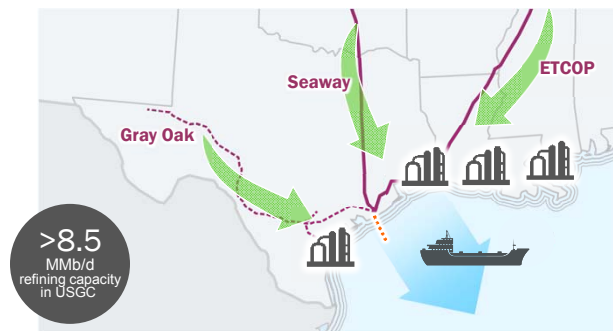 Seaway
ETCOP
Gray Oak
>8.5
MMb/d
refining capacity
in USGC